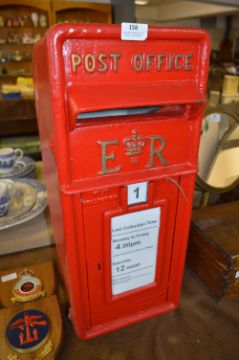 158
POST OFFICE
E R
1
Last Collection Time
Monday to Friday
4.00pm
Saturday
12 noon